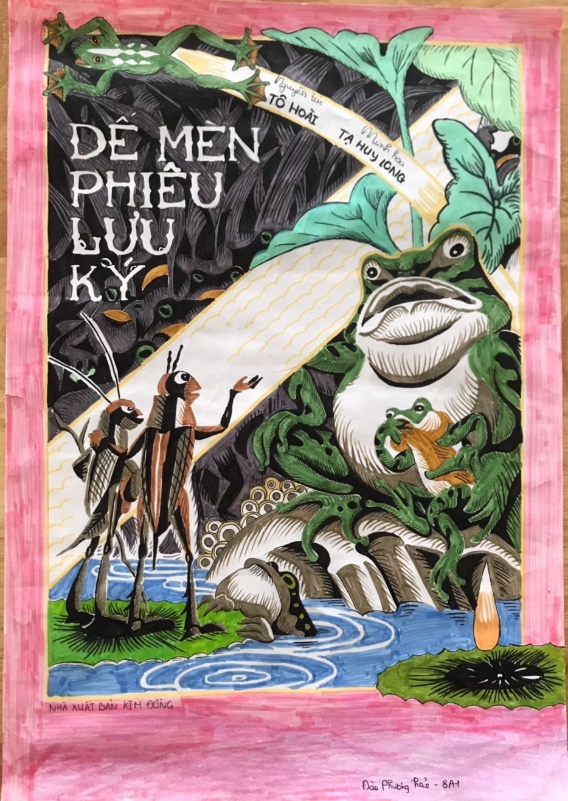 Nguyên tác
TÔ HOÀI
Minh họa
TẠ HUY LONG
DẾ MÈN
PHIÊU
LƯU
KÝ
NHÀ XUẤT BẢN KIM ĐỒNG
Đào Phương Thảo - 8A1